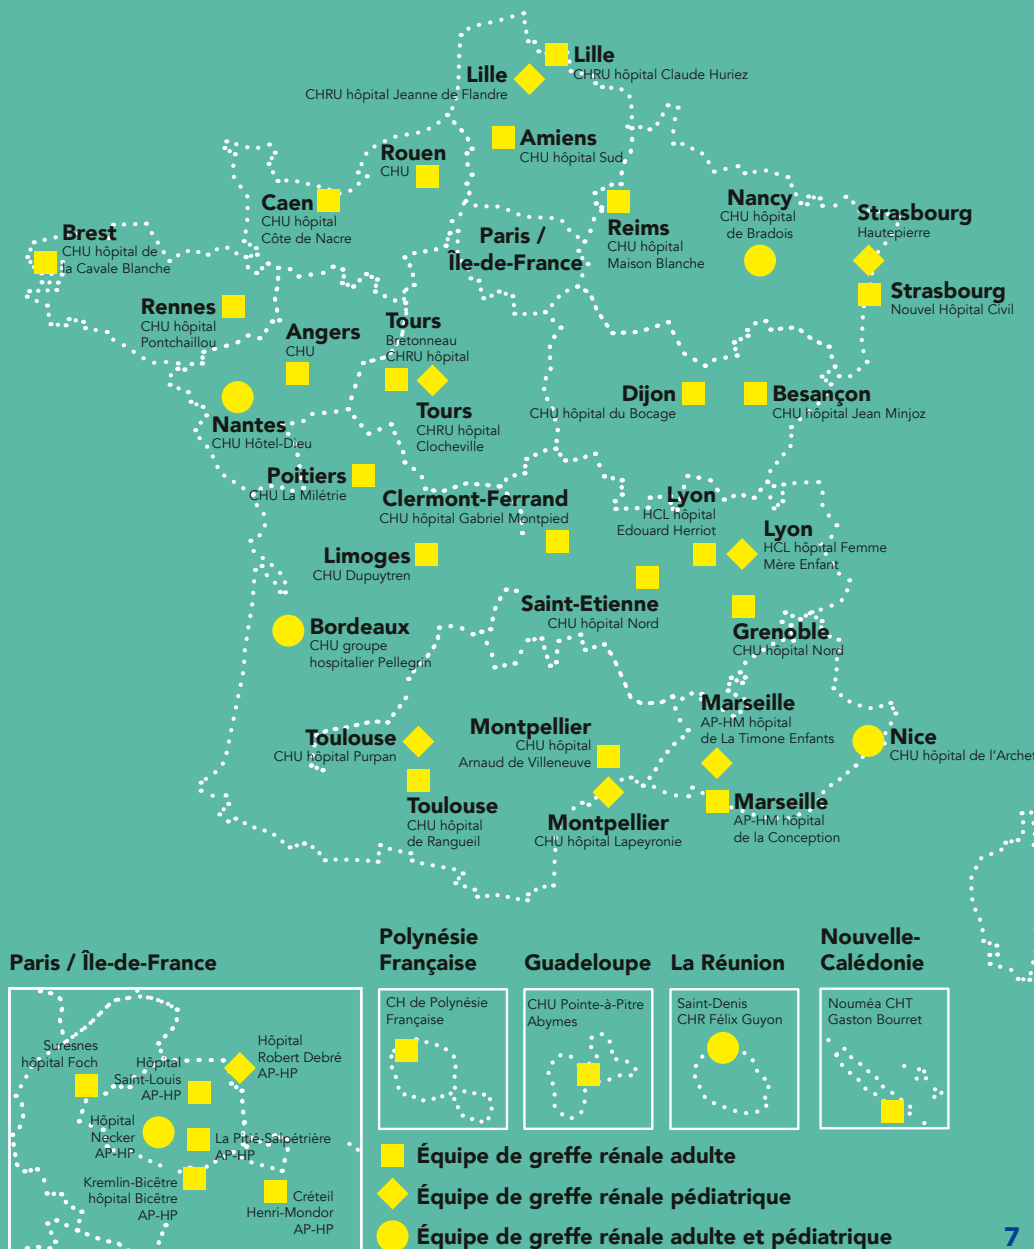 Lille
CHRU hôpital Claude Huriez
Lille
CHRU hôpital Jeanne de Flandre
Amiens
CHU hôpital Sud
Rouen
CHU
Caen
CHU hôpital
Côte de Nacre
Reims
CHU hôpital
Maison Blanche
Nancy
CHU hôpital
de Bradois
Strasbourg
Hautepierre
Strasbourg
Nouvel Hôpital Civil
Paris /
Île-de-France
Brest
CHU hôpital de
la Cavale Blanche
Rennes
CHU hôpital
Pontchaillou
Angers
CHU
Tours
Bretonneau
CHRU hôpital
Tours
CHRU hôpital
Clocheville
Nantes
CHU Hôtel-Dieu
Dijon
CHU hôpital du Bocage
Besançon
CHU hôpital Jean Minjoz
Poitiers
CHU La Milétrie
Clermont-Ferrand
CHU hôpital Gabriel Montpied
Lyon
HCL hôpital
Edouard Herriot
Lyon
HCL hôpital Femme
Mère Enfant
Limoges
CHU Dupuytren
Saint-Etienne
CHU hôpital Nord
Grenoble
CHU hôpital Nord
Bordeaux
CHU groupe
hospitalier Pellegrin
Toulouse
CHU hôpital Purpan
Toulouse
CHU hôpital
de Rangueil
Montpellier
CHU hôpital
Arnaud de Villeneuve
Montpellier
CHU hôpital Lapeyronie
Marseille
AP-HM hôpital
de La Timone Enfants
Marseille
AP-HM hôpital
de la Conception
Nice
CHU hôpital de l'Archet
Paris / Île-de-France
Suresnes
hôpital Foch
Hôpital
Saint-Louis
AP-HP
Hôpital
Robert Debré
AP-HP
Hôpital
Necker
AP-HP
La Pitié-Salpétrière
AP-HP
Kremlin-Bicêtre
hôpital Bicêtre
AP-HP
Créteil
Henri-Mondor
AP-HP
Polynésie
Française
CH de Polynésie
Française
Guadeloupe
CHU Pointe-à-Pitre
Abymes
La Réunion
Saint-Denis
CHR Félix Guyon
Nouvelle-
Calédonie
Nouméa CHT
Gaston Bourret
Équipe de greffe rénale adulte
Équipe de greffe rénale pédiatrique
Équipe de greffe rénale adulte et pédiatrique
7